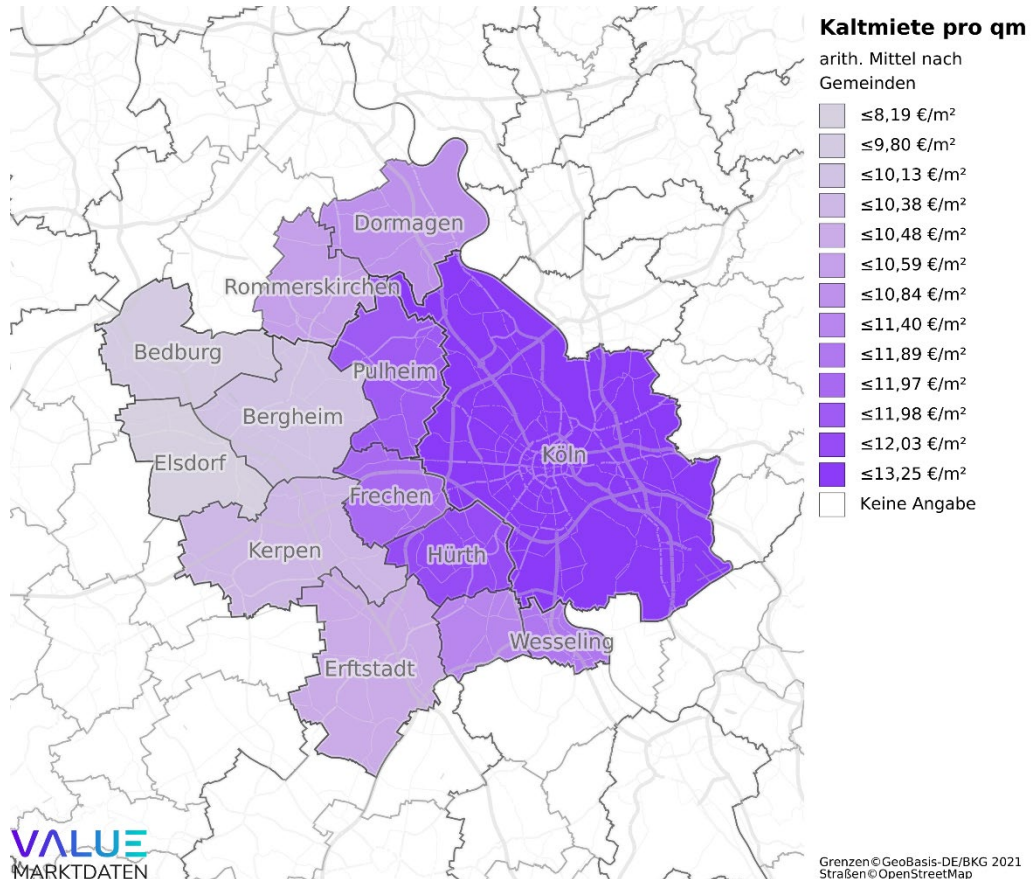 Kaltmiete pro qm
arith. Mittel nach
Gemeinden
≤8,19 €/m²
≤9,80 €/m²
≤10,13 €/m²
≤10,38 €/m²
≤10,48 €/m²
≤10,59 €/m²
≤10,84 €/m²
≤11,40 €/m²
≤11,89 €/m²
≤11,97 €/m²
≤11,98 €/m²
≤12,03 €/m²
≤13,25 €/m²
Keine Angabe
Dormagen
Rommerskirchen
Bedburg
Pulheim
Bergheim
Elsdorf
Köln
Frechen
Kerpen
Hürth
Wesseling
Erftstadt
VALUE
MARKTDATEN
Grenzen©GeoBasis-DE/BKG 2021
Straßen©OpenStreetMap